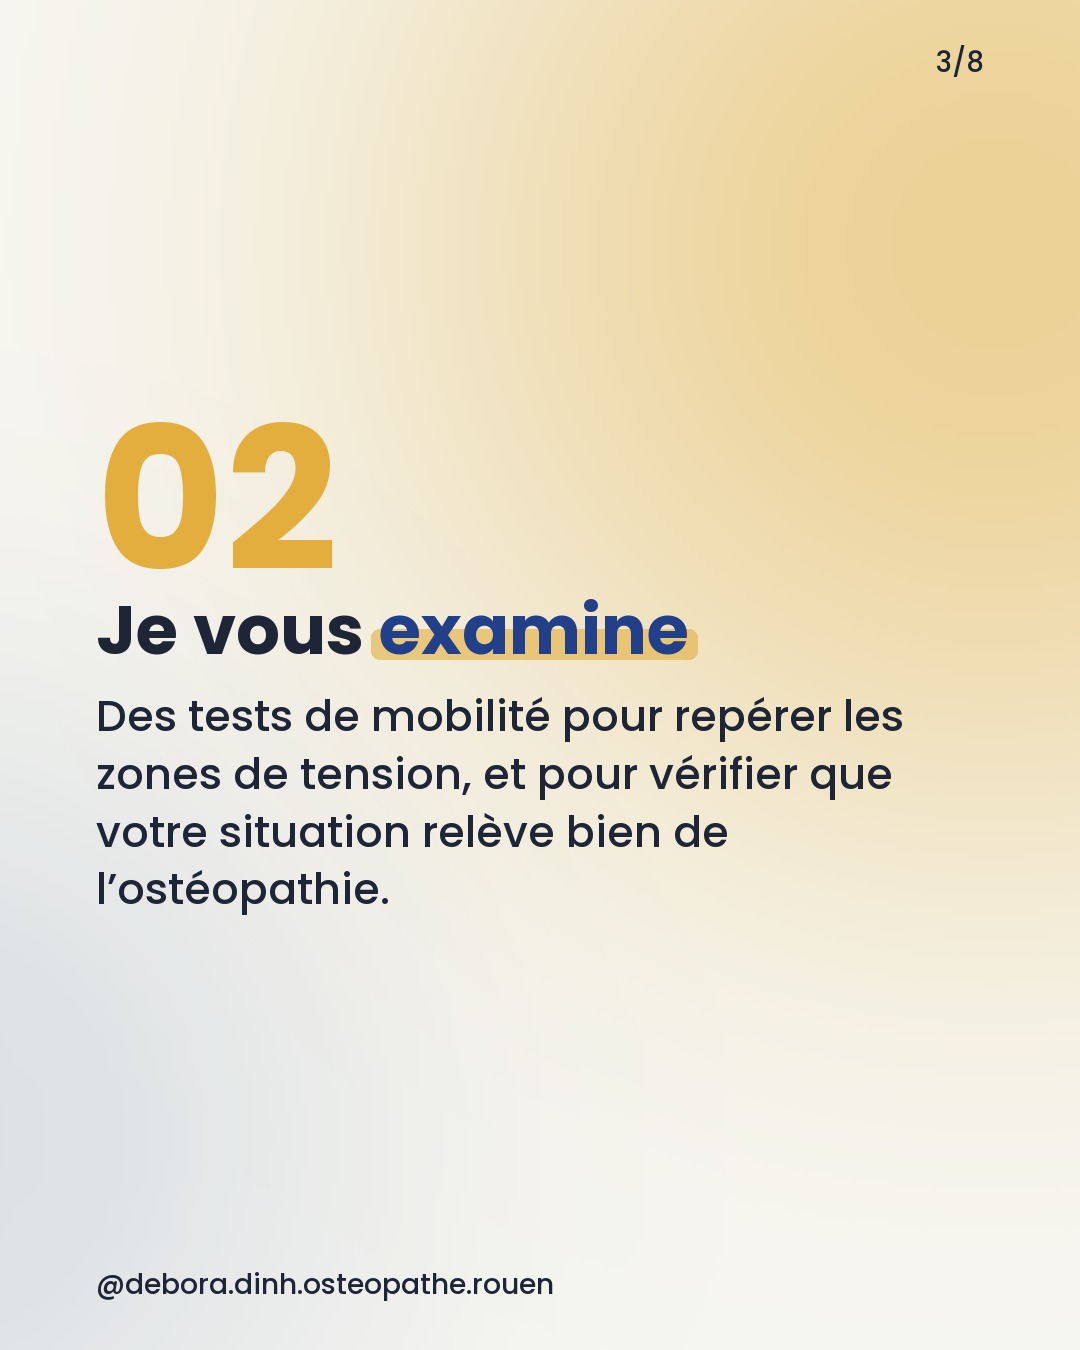 3/8
02
Je vous examine
Des tests de mobilité pour repérer les
zones de tension, et pour vérifier que
votre situation relève bien de
l’ostéopathie.
@debora.dinh.osteopathe.rouen